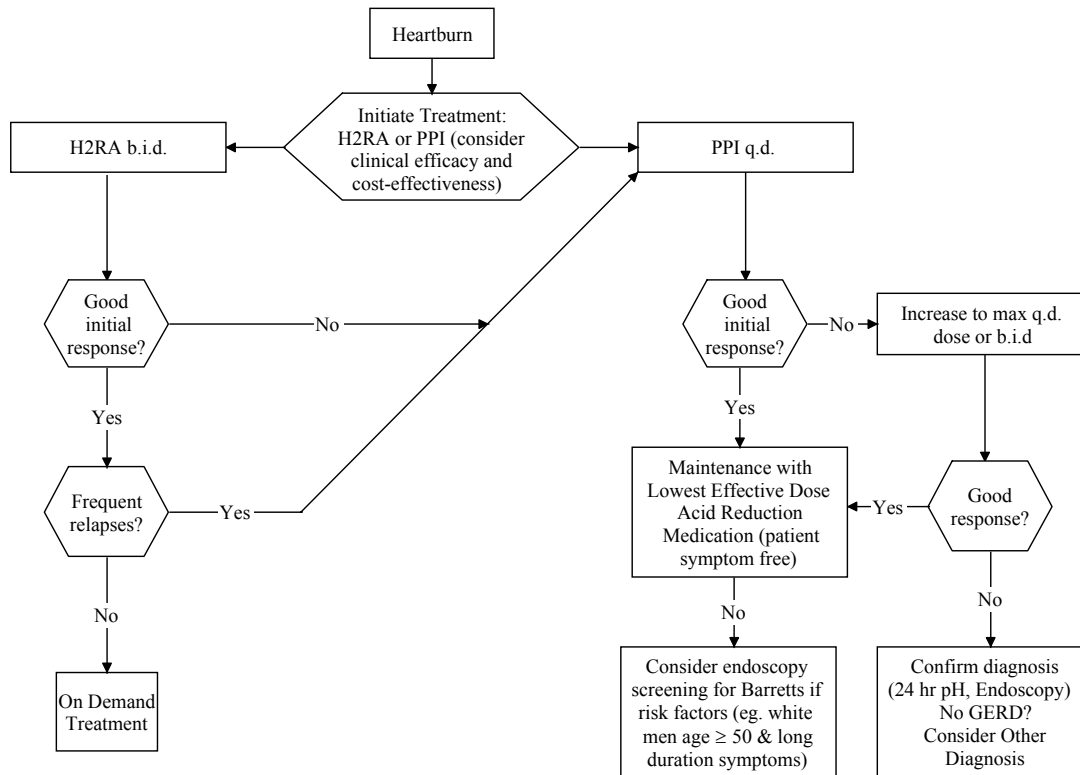 Heartburn
Initiate Treatment:
H2RA or PPI (consider
clinical efficacy and
cost-effectiveness)
H2RA b.i.d.
PPI q.d.
Good
initial
response?
No
Good
initial
response?
No
Increase to max q.d.
dose or b.i.d
Yes
Yes
Frequent
relapses?
Yes
Maintenance with
Lowest Effective Dose
Acid Reduction
Medication (patient
symptom free)
Yes
Good
response?
No
No
No
On Demand
Treatment
Consider endoscopy
screening for Barretts if
risk factors (eg. white
men age ≥ 50 & long
duration symptoms)
Confirm diagnosis
(24 hr pH, Endoscopy)
No GERD?
Consider Other
Diagnosis